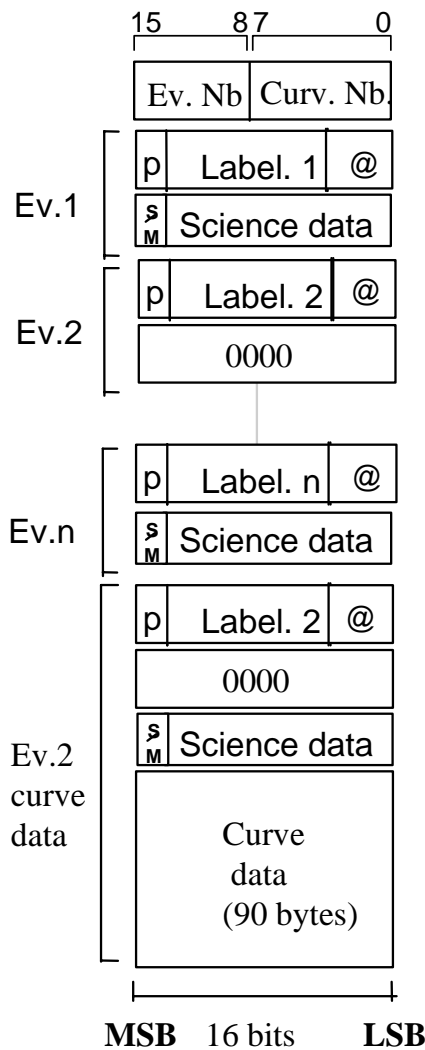 15 8 7 0
Ev. Nb Curv. Nb.
Ev.1
p Label. 1 @
S
M Science data
Ev.2
p Label. 2 @
0000
Ev.n
p Label. n @
S
M Science data
Ev.2
curve
data
p Label. 2 @
0000
S
M Science data
Curve
data
(90 bytes)
MSB 16 bits LSB